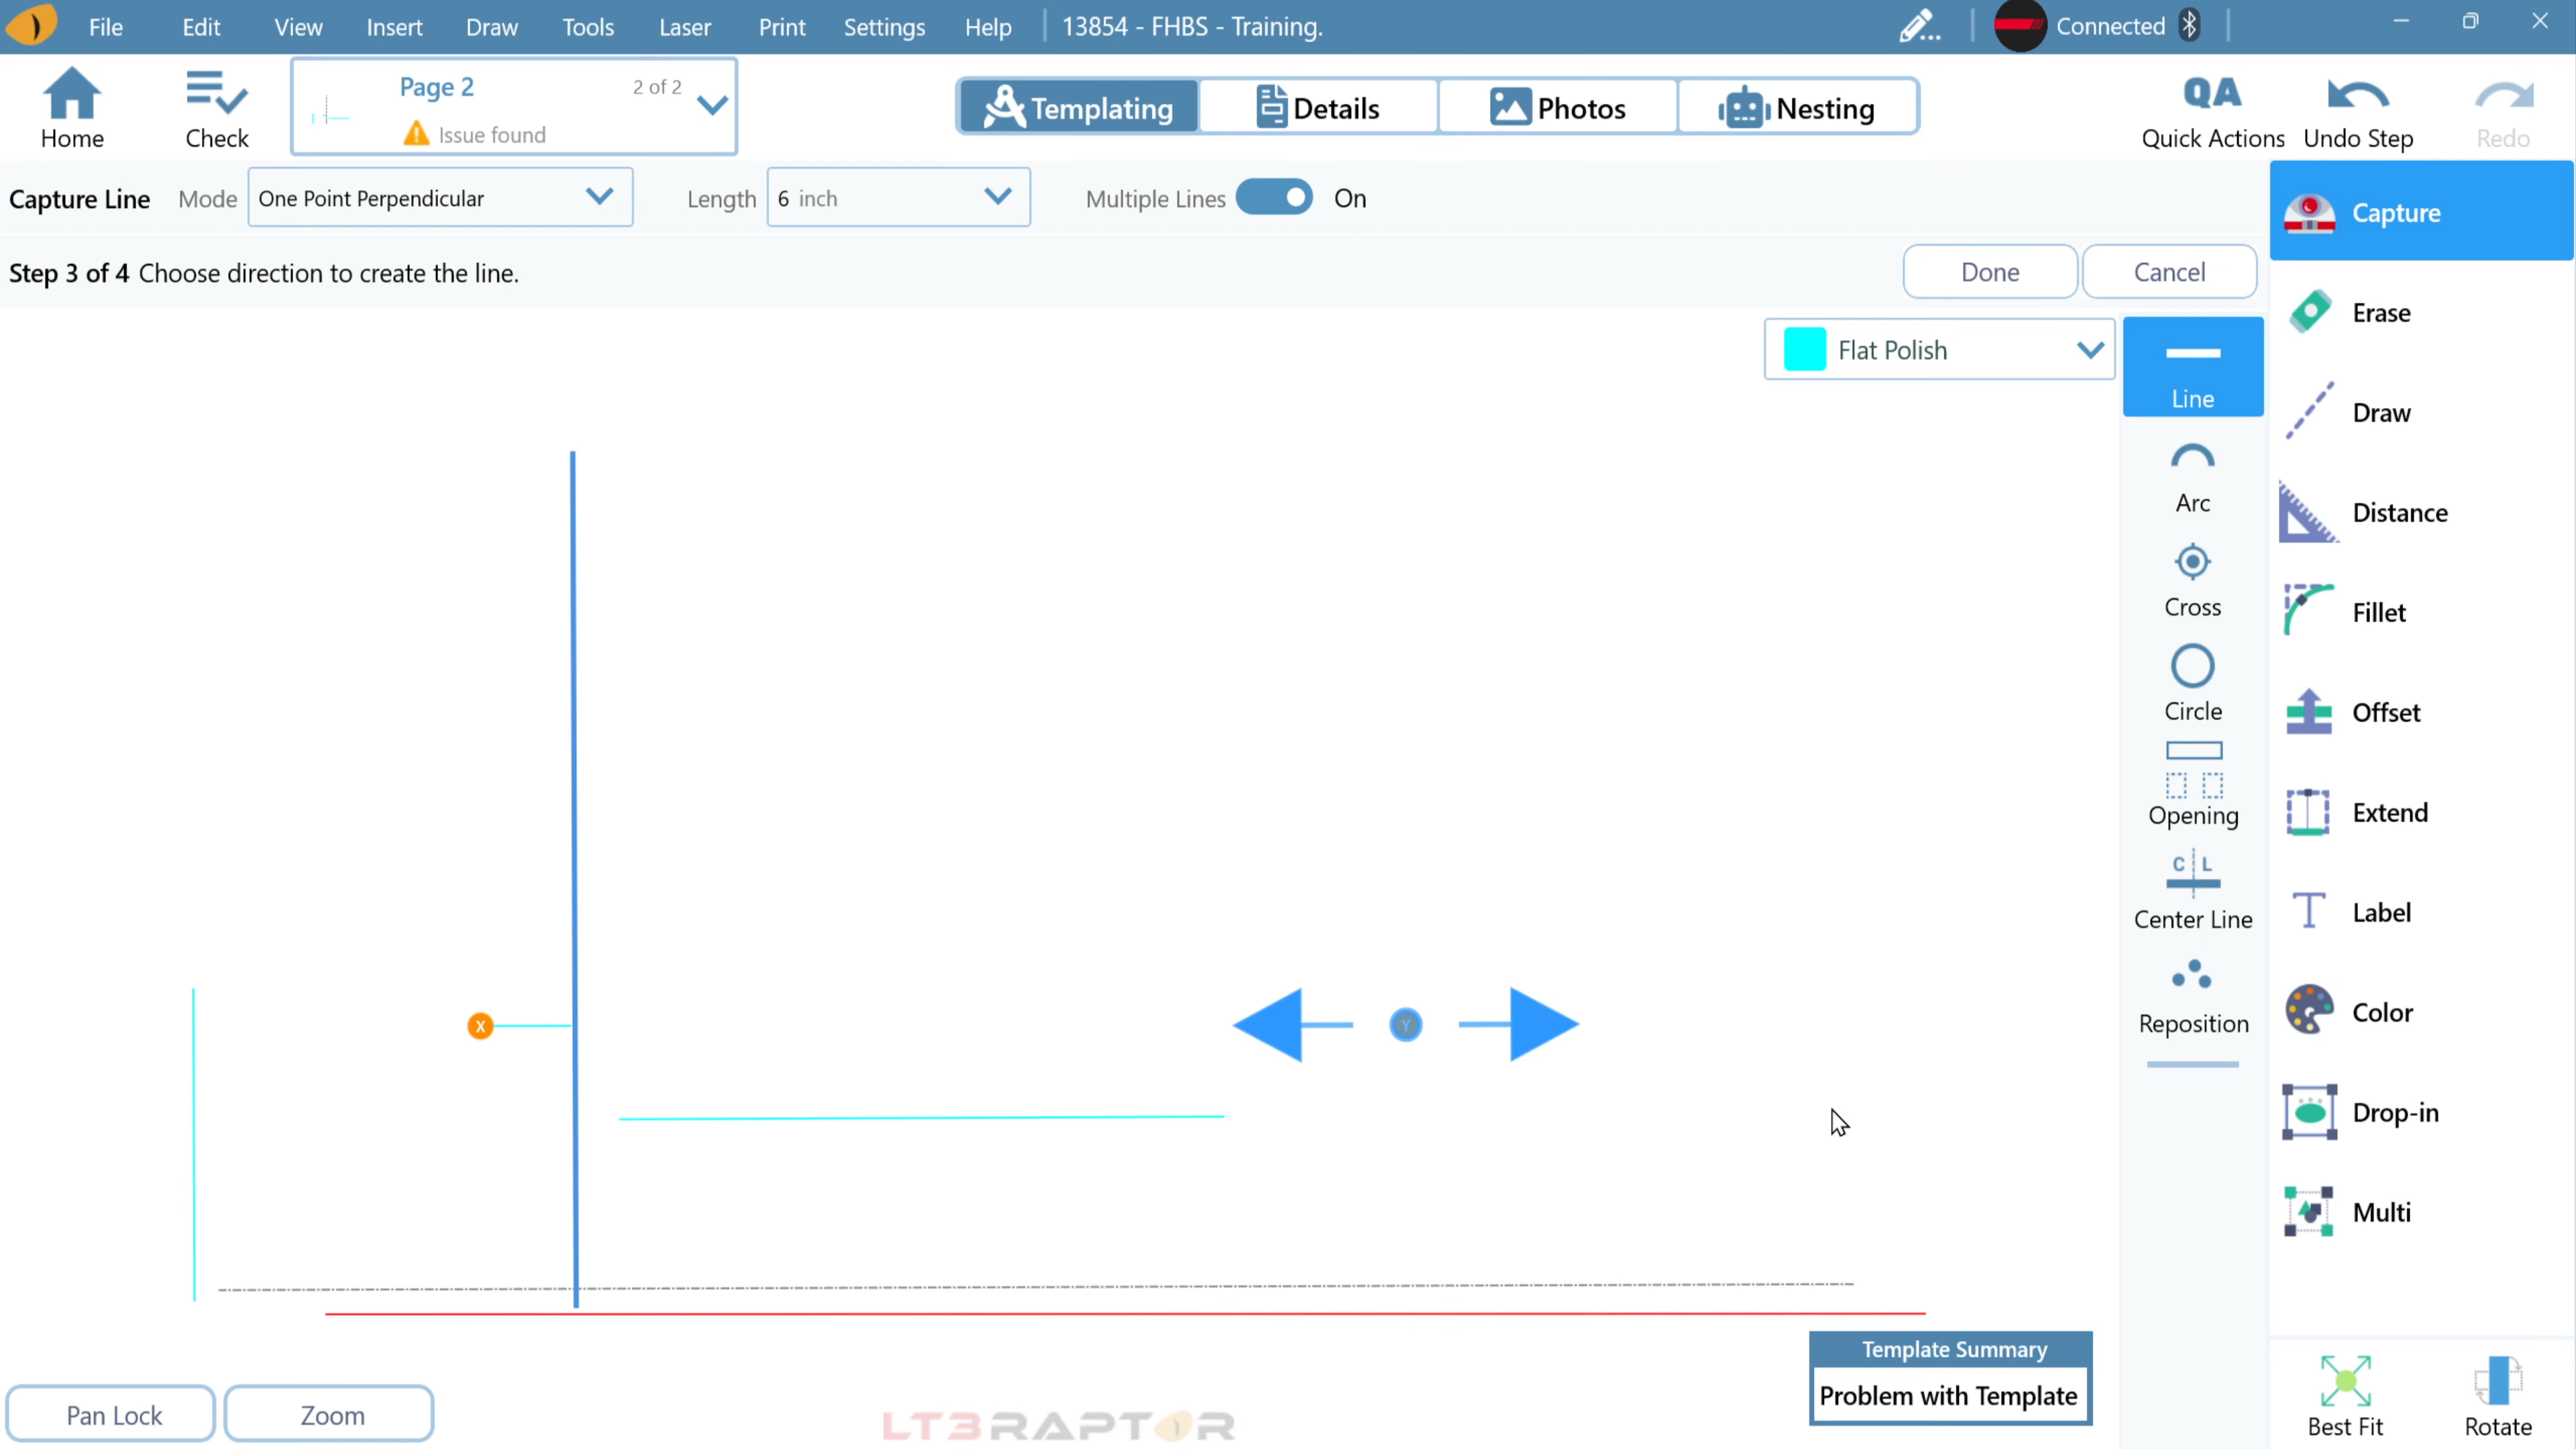 File Edit View Insert Draw Tools Laser Print Settings Help 13854 - FHBS - Training. Connected
Home
Check
Page 2
2 of 2
Issue found
Templating
Details
Photos
Nesting
QA
Quick Actions
Undo Step
Redo
Capture Line Mode One Point Perpendicular Length 6 inch Multiple Lines On
Step 3 of 4 Choose direction to create the line.
Done
Cancel
Flat Polish
Line
Arc
Cross
Circle
Opening
C L
Center Line
Reposition
Capture
Erase
Draw
Distance
Fillet
Offset
Extend
T
Label
Color
Drop-in
Multi
X
Y
Template Summary
Problem with Template
Pan Lock
Zoom
LT3RAPTOR
Best Fit
Rotate